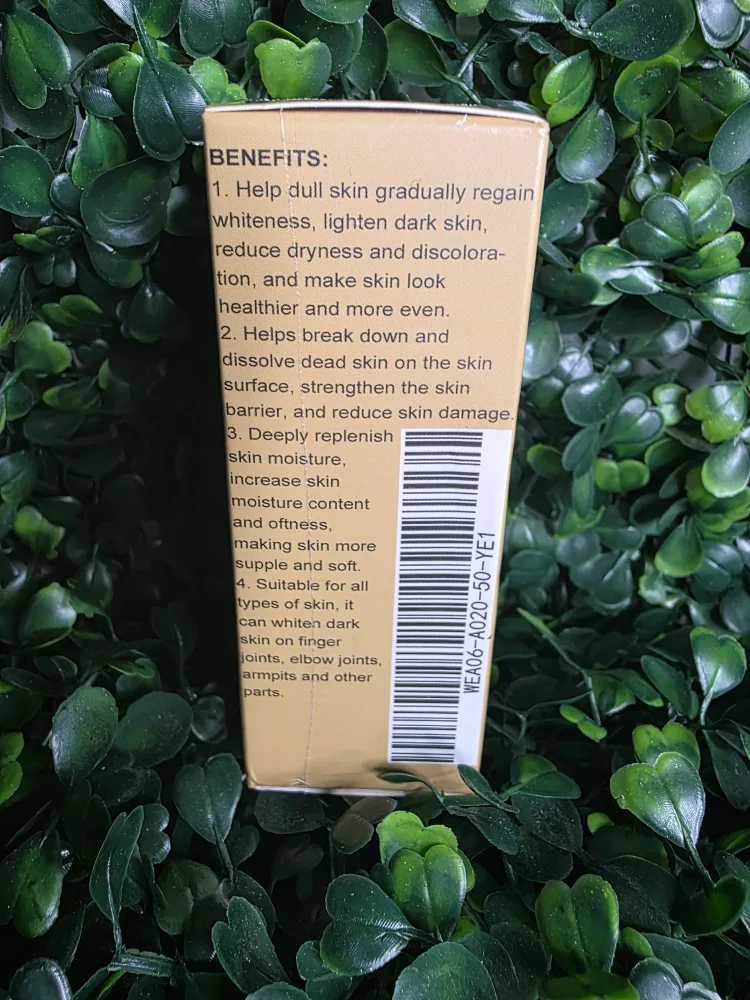 BENEFITS:
1. Help dull skin gradually regain
whiteness, lighten dark skin,
reduce dryness and discolora-
tion, and make skin look
healthier and more even.
2. Helps break down and
dissolve dead skin on the skin
surface, strengthen the skin
barrier, and reduce skin damage.
3. Deeply replenish
skin moisture,
increase skin
moisture content
and oftness,
making skin more
supple and soft.
4. Suitable for all
types of skin, it
can whiten dark
skin on finger
joints, elbow joints,
armpits and other
parts.
WEA06-A020-50-YE1